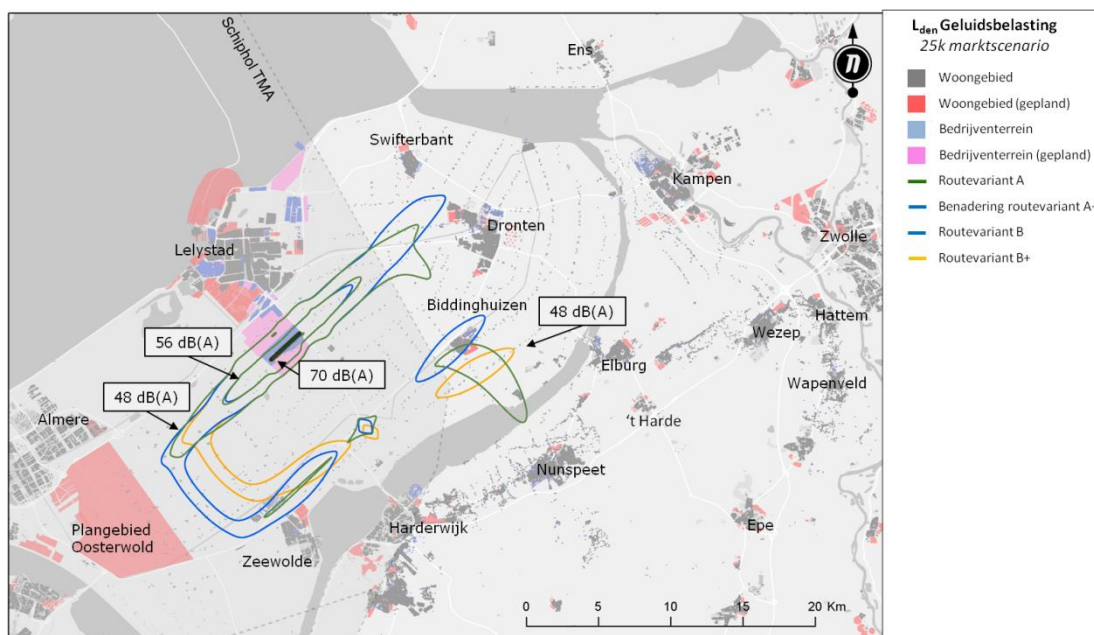 Schiphol TMA
Ens
Swifterbant
Kampen
Lelystad
Dronten
Zwolle
Biddinghuizen
48 dB(A)
Hattem
Wezep
56 dB(A)
70 dB(A)
Elburg
Wapenveld
48 dB(A)
Almere
't Harde
Nunspeet
Plangebied
Oosterwold
Harderwijk
Epe
Zeewolde
0 5 10 15 20 Km
Lden Geluidsbelasting
25k marktscenario
Woongebied
Woongebied (gepland)
Bedrijventerrein
Bedrijventerrein (gepland)
Routevariant A
Benadering routevariant A+
Routevariant B
Routevariant B+